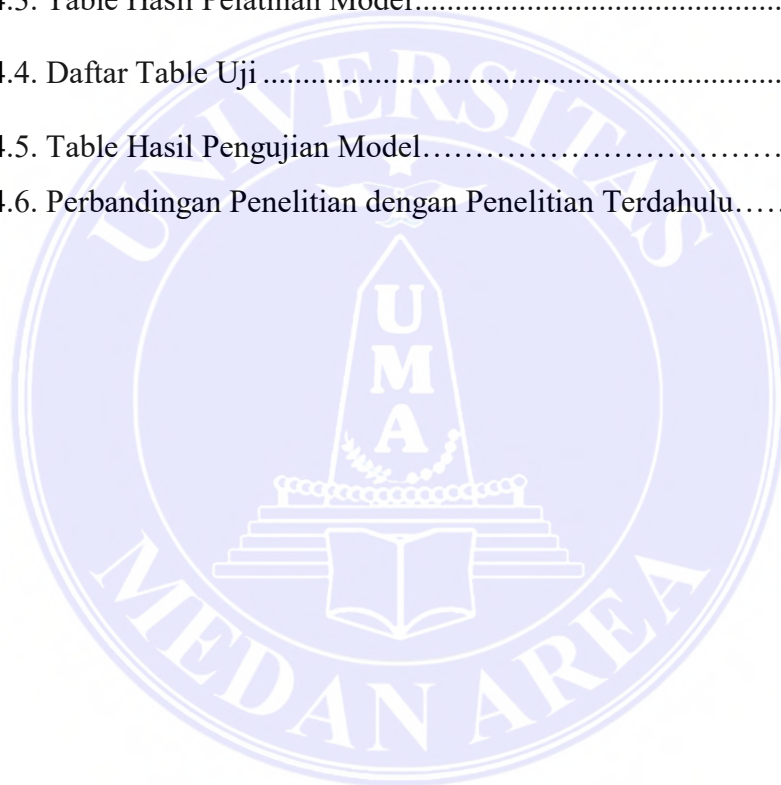 4.3. Table Hasil Pelatihan Model...................................................
4.4. Daftar Table Uji.......................................................................
4.5. Table Hasil Pengujian Model……………………………
4.6. Perbandingan Penelitian dengan Penelitian Terdahulu……
UNIVERSITAS
UMA
MEDAN AREA